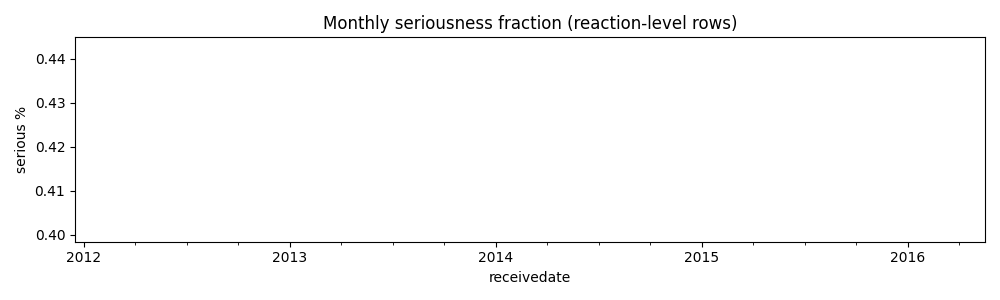 Monthly seriousness fraction (reaction-level rows)
serious %
0.44
0.43
0.42
0.41
0.40
2012 2013 2014 2015 2016
receivedate